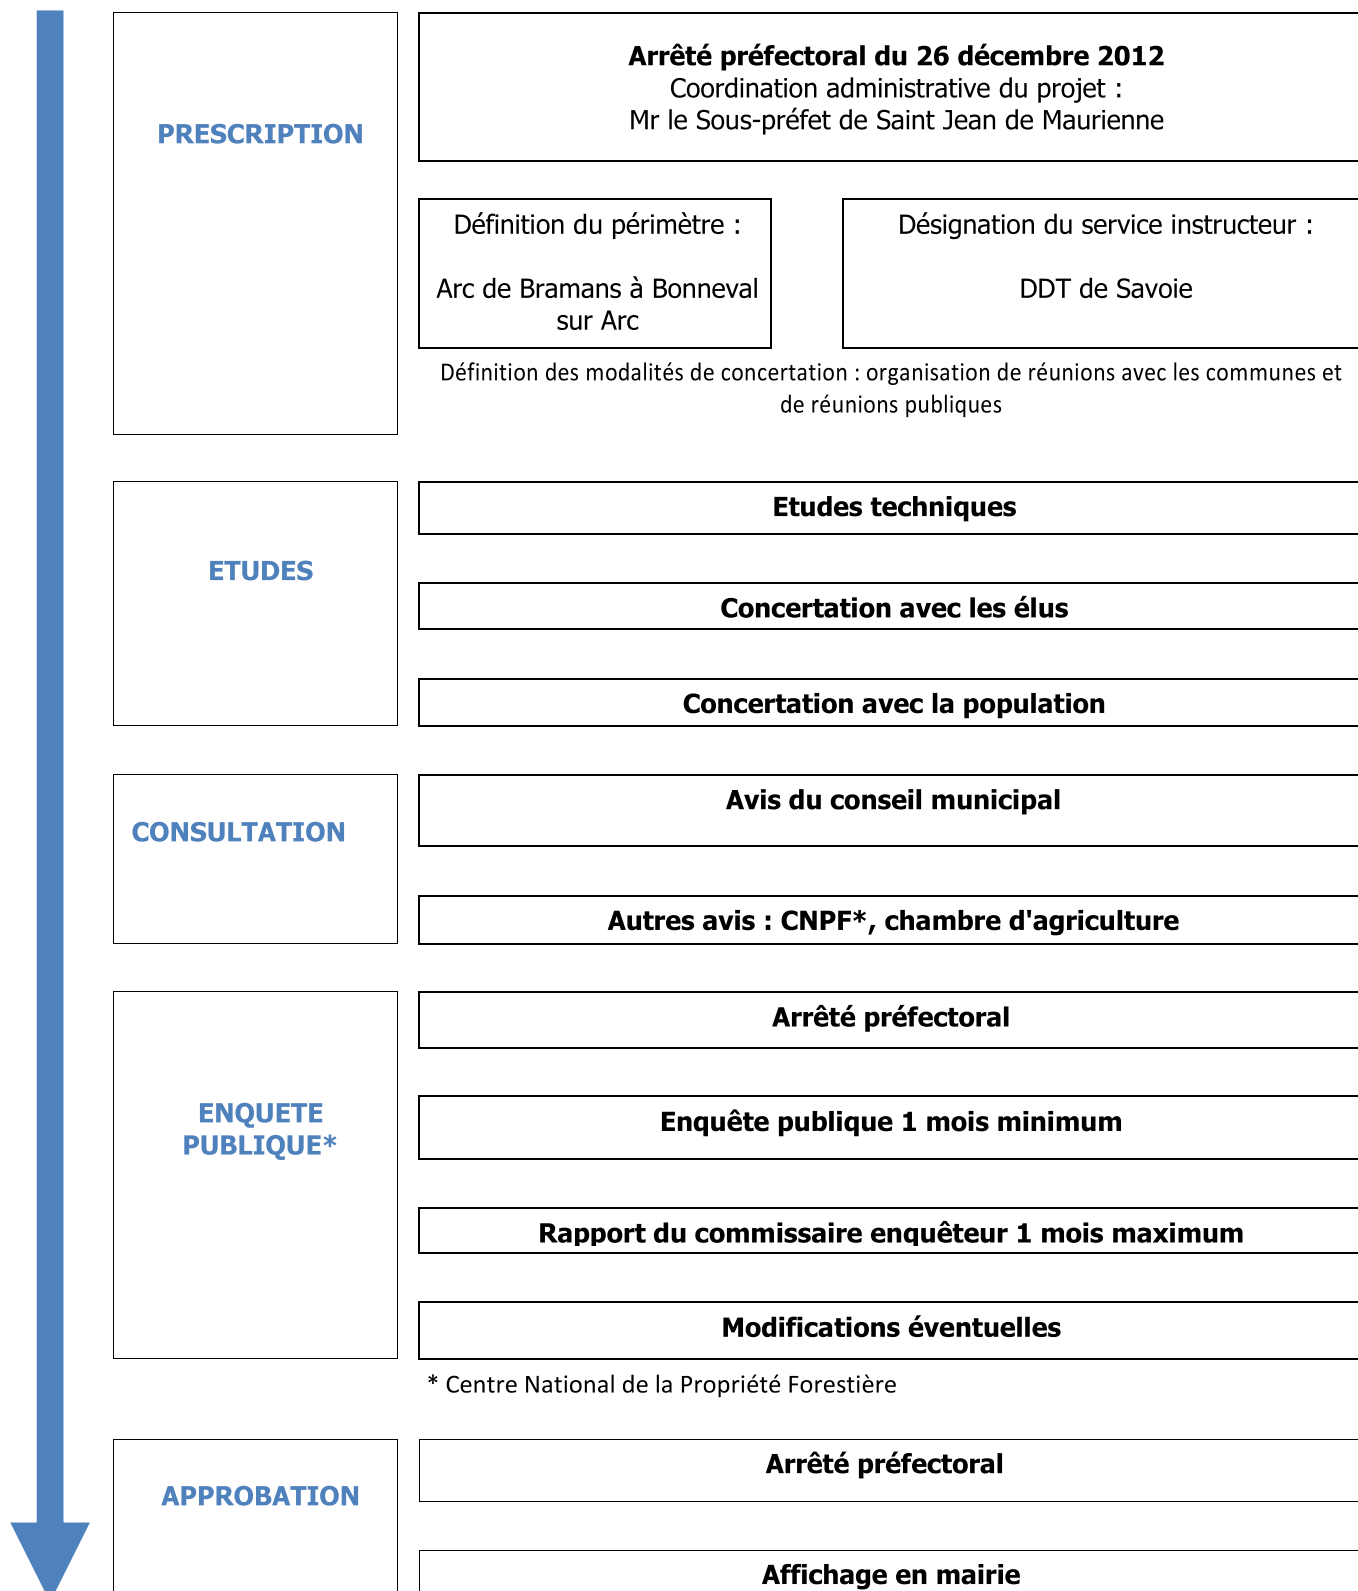 PRESCRIPTION
Arrêté préfectoral du 26 décembre 2012
Coordination administrative du projet :
Mr le Sous-préfet de Saint Jean de Maurienne
Définition du périmètre :
Arc de Bramans à Bonneval
sur Arc
Désignation du service instructeur :
DDT de Savoie
Définition des modalités de concertation : organisation de réunions avec les communes et
de réunions publiques
ETUDES
Etudes techniques
Concertation avec les élus
Concertation avec la population
CONSULTATION
Avis du conseil municipal
Autres avis : CNPF*, chambre d'agriculture
ENQUETE
PUBLIQUE*
Arrêté préfectoral
Enquête publique 1 mois minimum
Rapport du commissaire enquêteur 1 mois maximum
Modifications éventuelles
* Centre National de la Propriété Forestière
APPROBATION
Arrêté préfectoral
Affichage en mairie